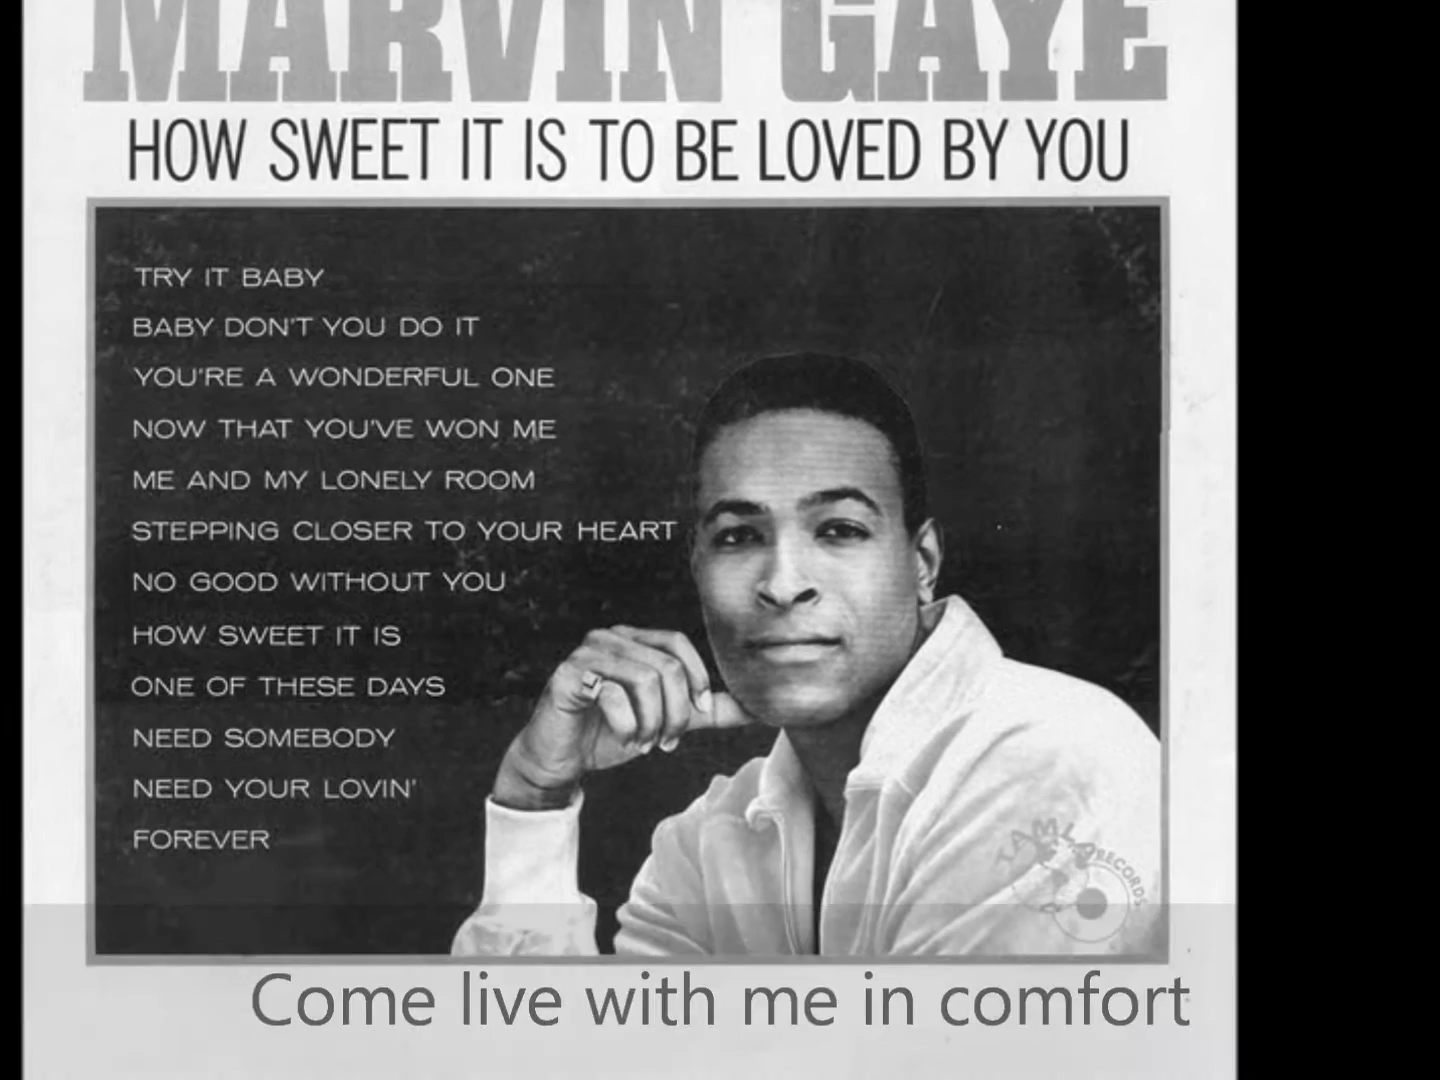 MARVIN GAYE
HOW SWEET IT IS TO BE LOVED BY YOU
TRY IT BABY
BABY DON'T YOU DO IT
YOU'RE A WONDERFUL ONE
NOW THAT YOU'VE WON ME
ME AND MY LONELY ROOM
STEPPING CLOSER TO YOUR HEART
NO GOOD WITHOUT YOU
HOW SWEET IT IS
ONE OF THESE DAYS
NEED SOMEBODY
NEED YOUR LOVIN'
FOREVER
TAMLA RECORDS
Come live with me in comfort